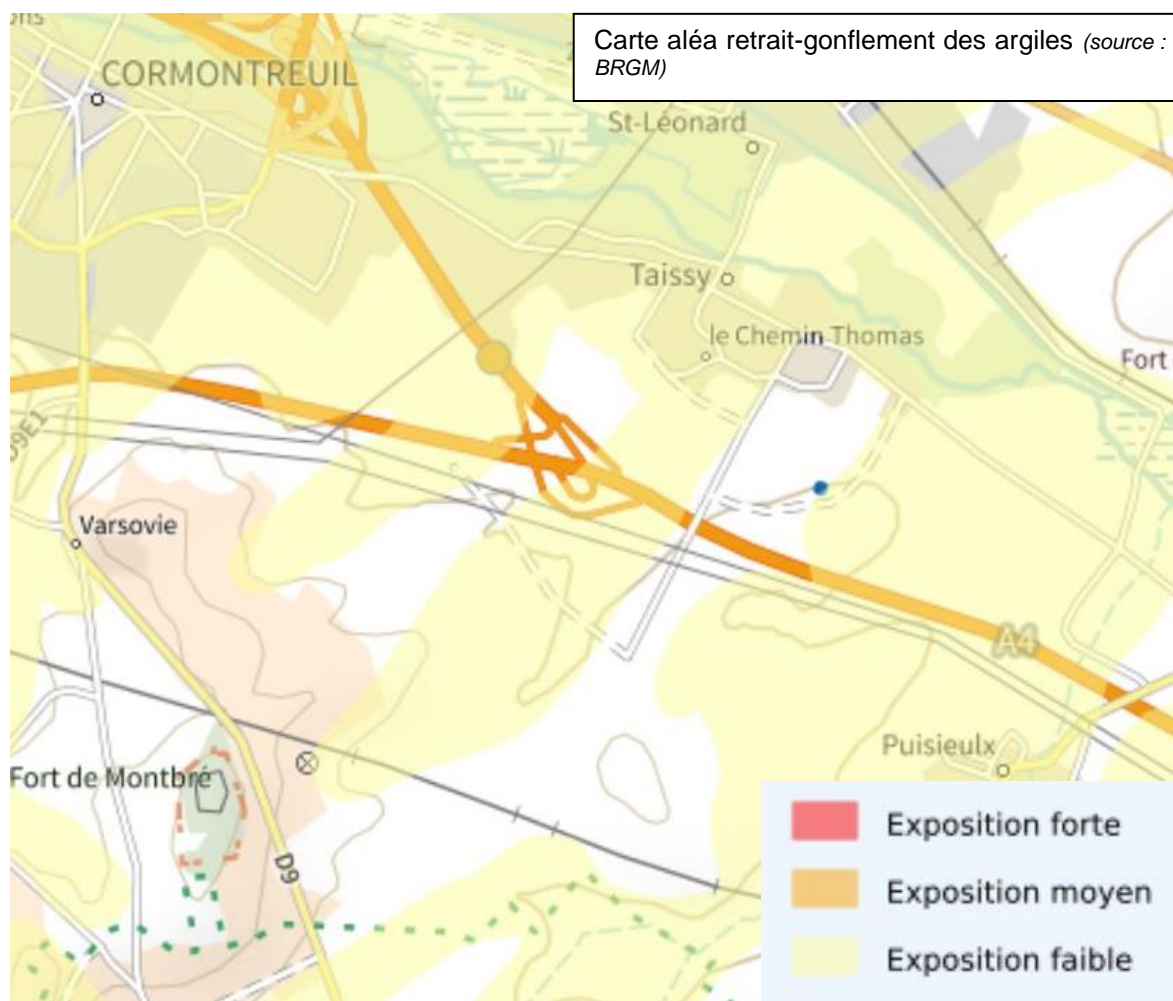 Carte aléa retrait-gonflement des argiles (source :
BRGM)
CORMONTREUIL
St-Léonard
Taissy
le Chemin Thomas
Fort
Varsovie
A4
Puisieulx
Fort de Montbré
D9
Exposition forte
Exposition moyen
Exposition faible